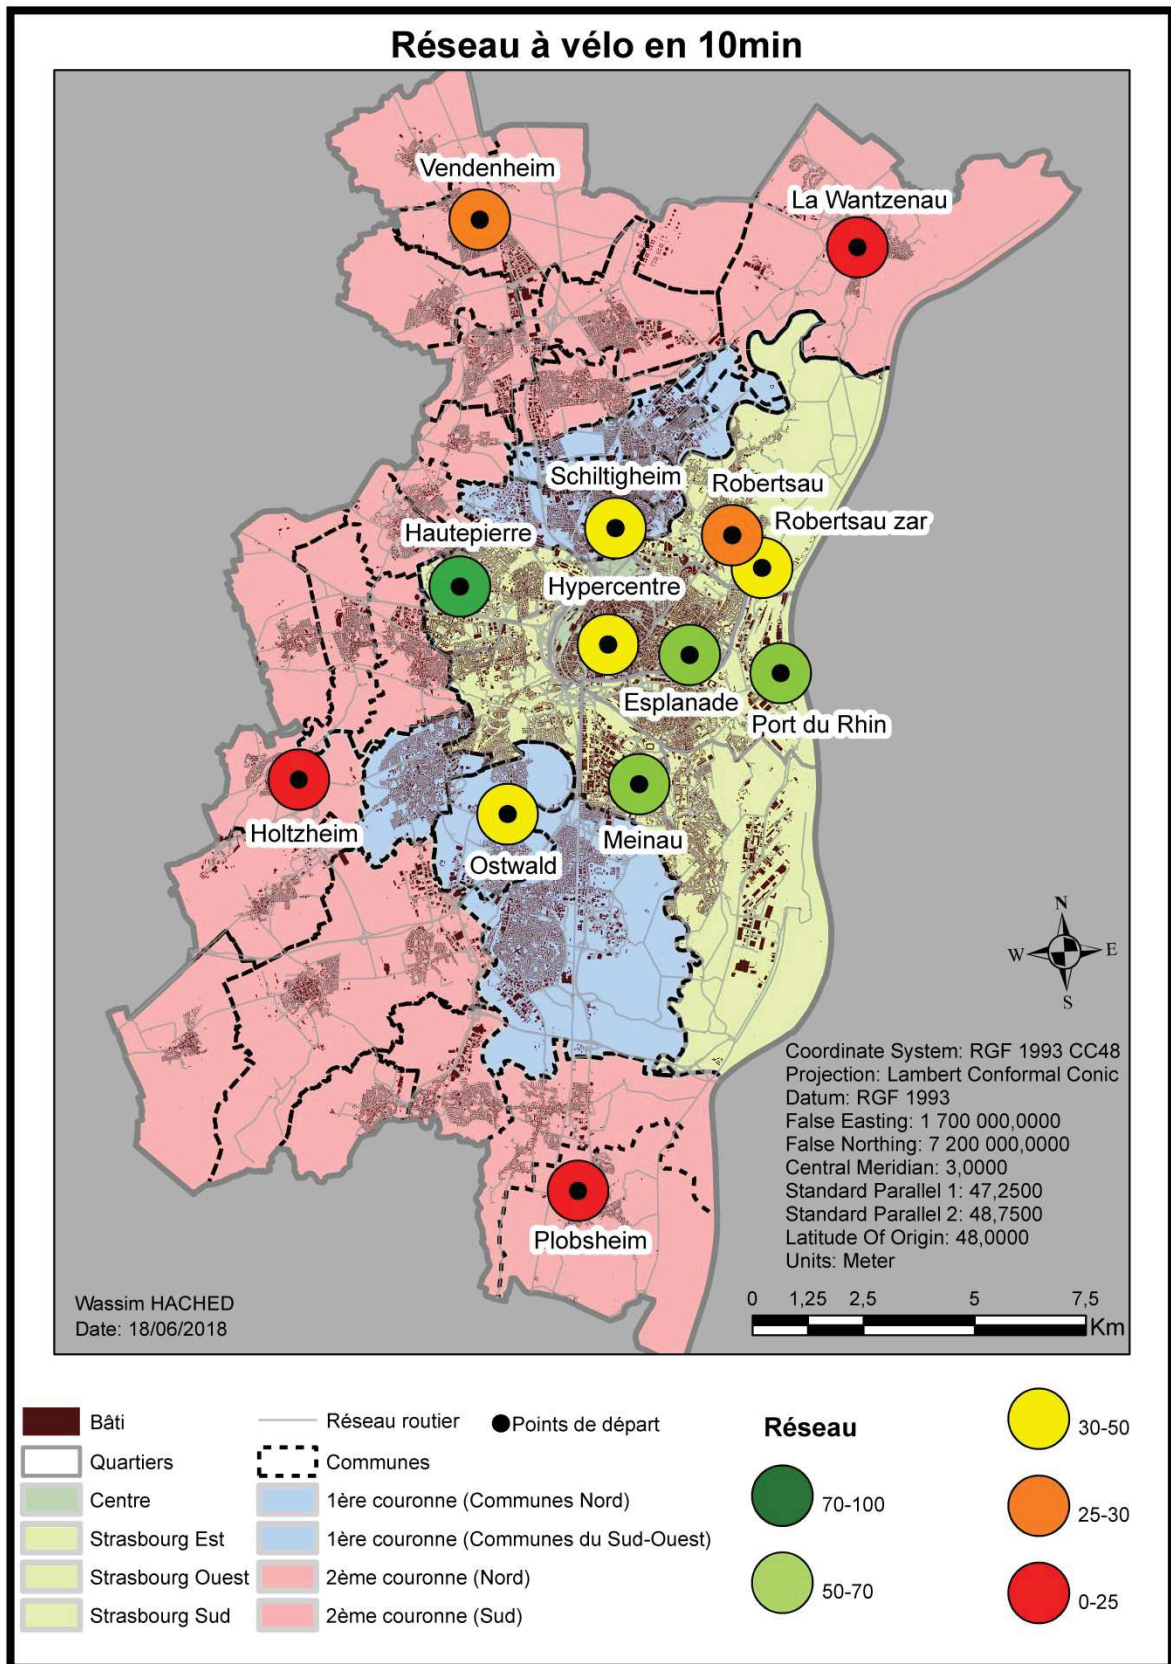 Réseau à vélo en 10min
Vendenheim
La Wantzenau
Schiltigheim
Robertsau
Robertsau zar
Hautepierre
Hypercentre
Esplanade
Port du Rhin
Holtzheim
Ostwald
Meinau
Plobsheim
N
W
E
S
Coordinate System: RGF 1993 CC48
Projection: Lambert Conformal Conic
Datum: RGF 1993
False Easting: 1 700 000,0000
False Northing: 7 200 000,0000
Central Meridian: 3,0000
Standard Parallel 1: 47,2500
Standard Parallel 2: 48,7500
Latitude Of Origin: 48,0000
Units: Meter
Wassim HACHED
Date: 18/06/2018
0 1,25 2,5 5 7,5
Km
Bâti
Quartiers
Centre
Strasbourg Est
Strasbourg Ouest
Strasbourg Sud
Réseau routier
Communes
1ère couronne (Communes Nord)
1ère couronne (Communes du Sud-Ouest)
2ème couronne (Nord)
2ème couronne (Sud)
Points de départ
Réseau
70-100
50-70
30-50
25-30
0-25